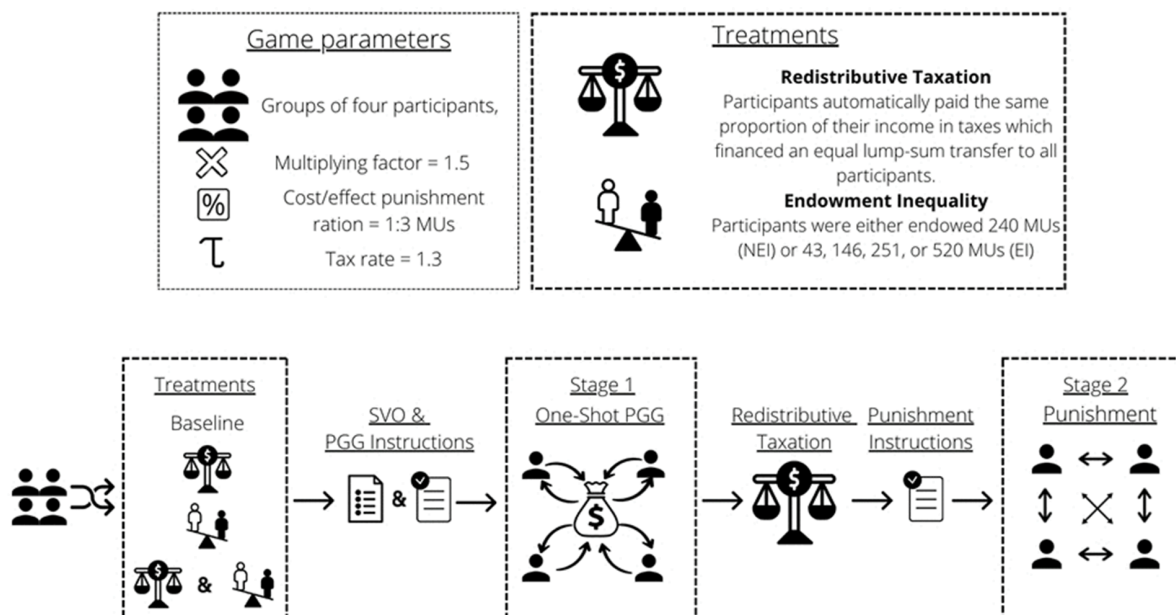 Game parameters
Groups of four participants,
Multiplying factor = 1.5
%
Cost/effect punishment
ration = 1:3 MUs
τ
Tax rate = 1.3
Treatments
$
Redistributive Taxation
Participants automatically paid the same
proportion of their income in taxes which
financed an equal lump-sum transfer to all
participants.
Endowment Inequality
Participants were either endowed 240 MUs
(NEI) or 43, 146, 251, or 520 MUs (EI)
Treatments
Baseline
$
$
&
SVO &
PGG Instructions
&
Stage 1
One-Shot PGG
$
Redistributive
Taxation
$
Punishment
Instructions
Stage 2
Punishment